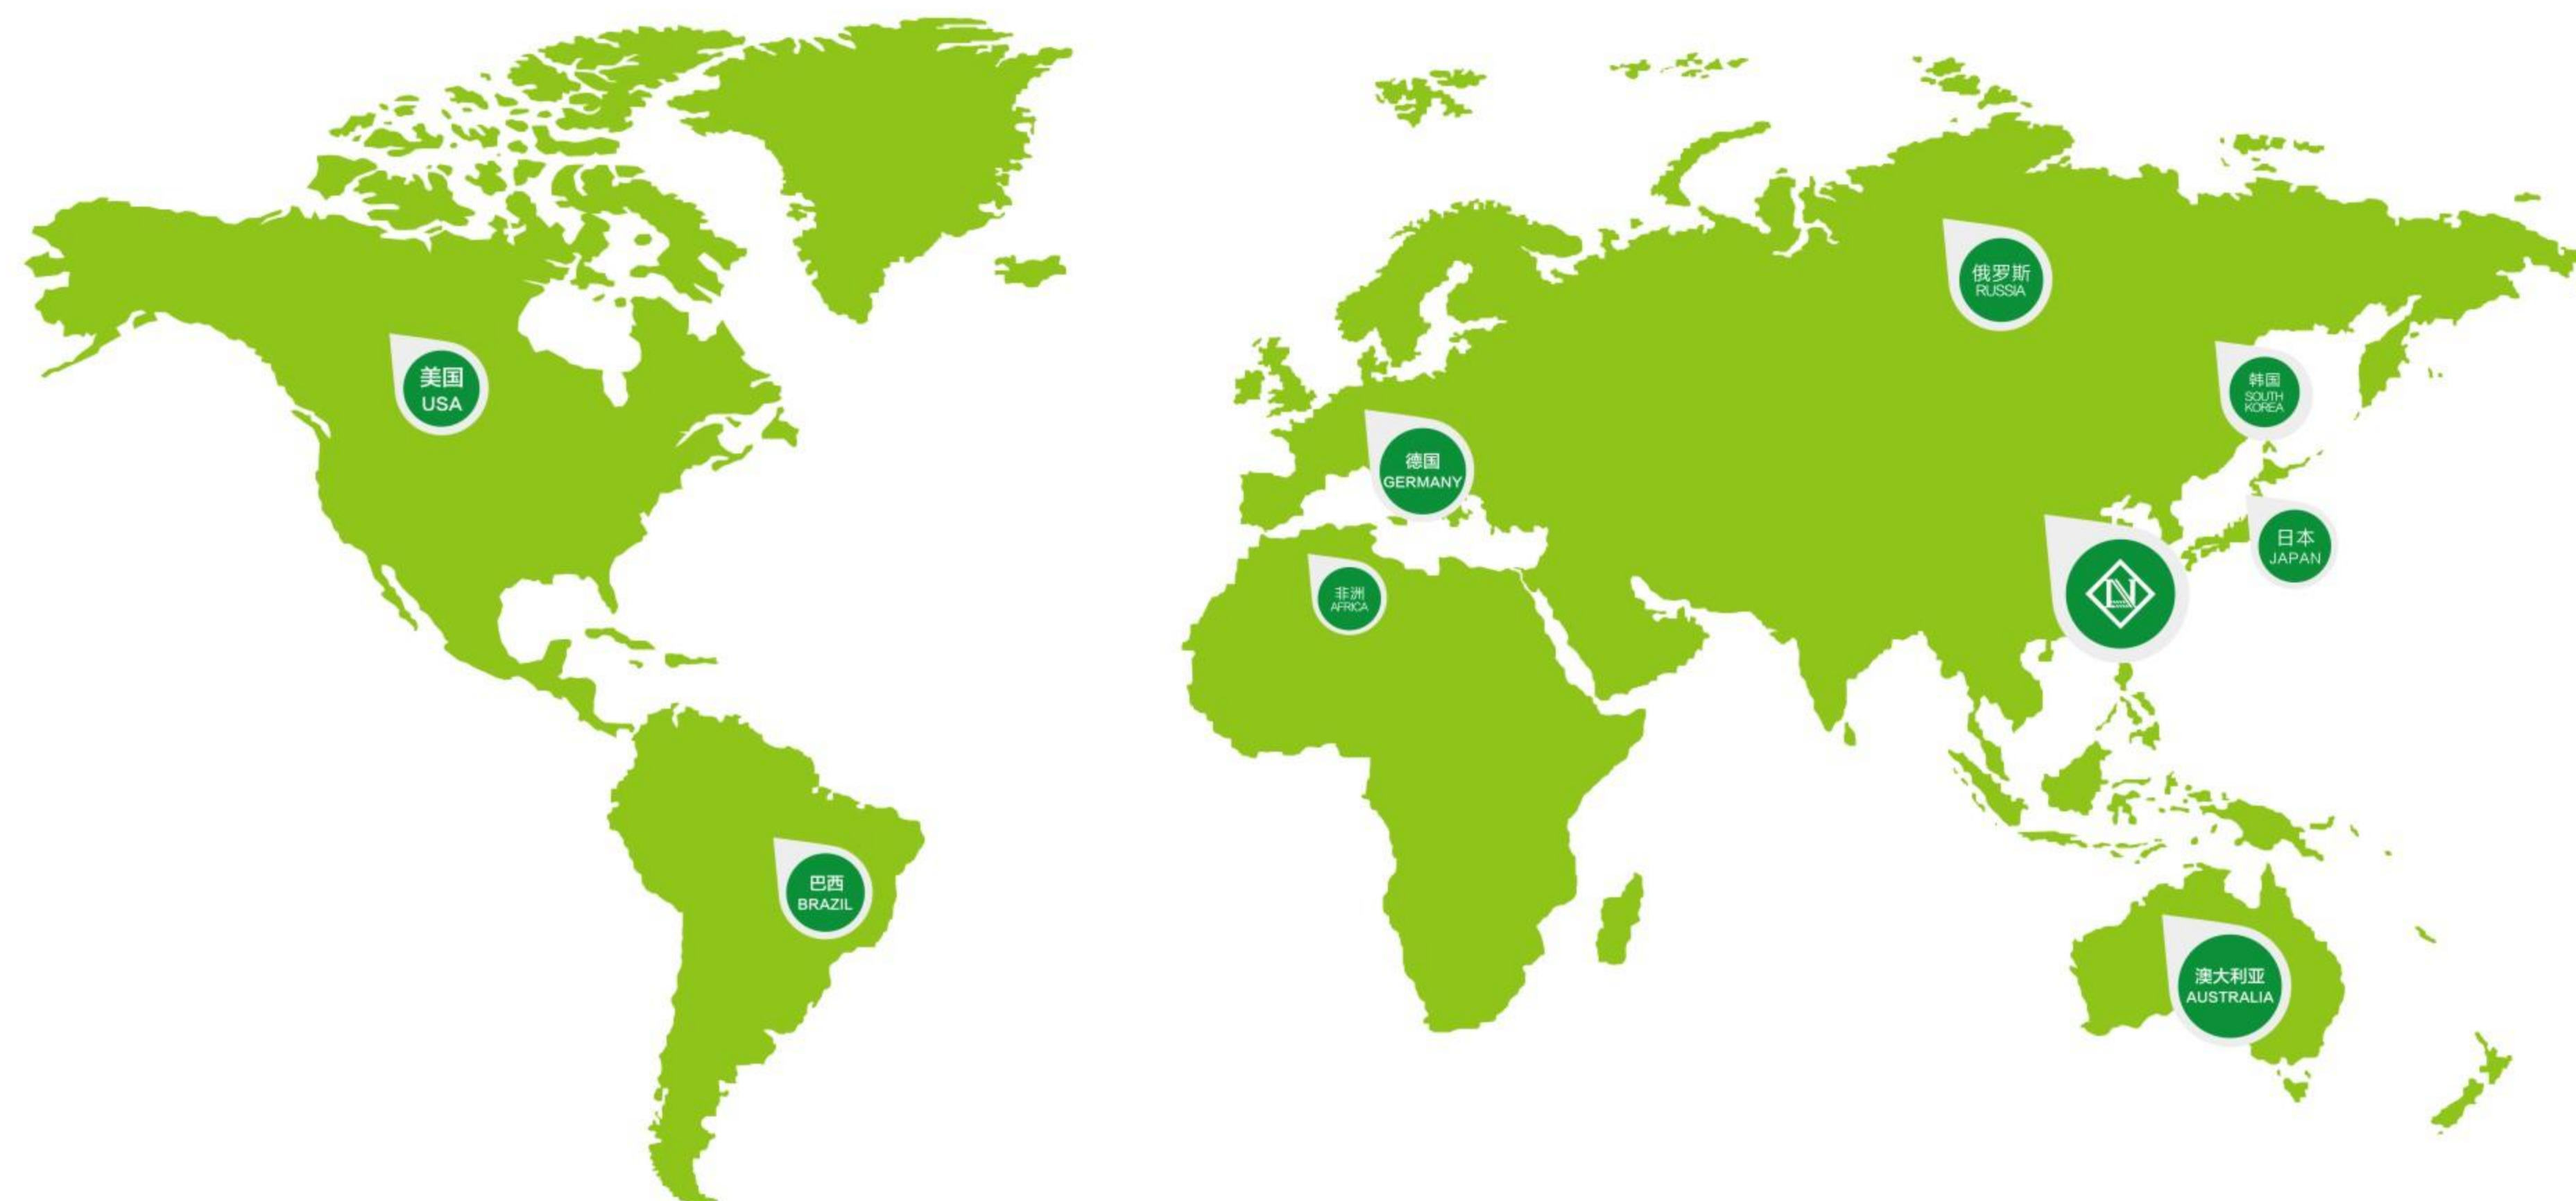 俄罗斯
RUSSIA
美国
USA
韩国
SOUTH
KOREA
德国
GERMANY
日本
JAPAN
非洲
AFRICA
巴西
BRAZIL
澳大利亚
AUSTRALIA